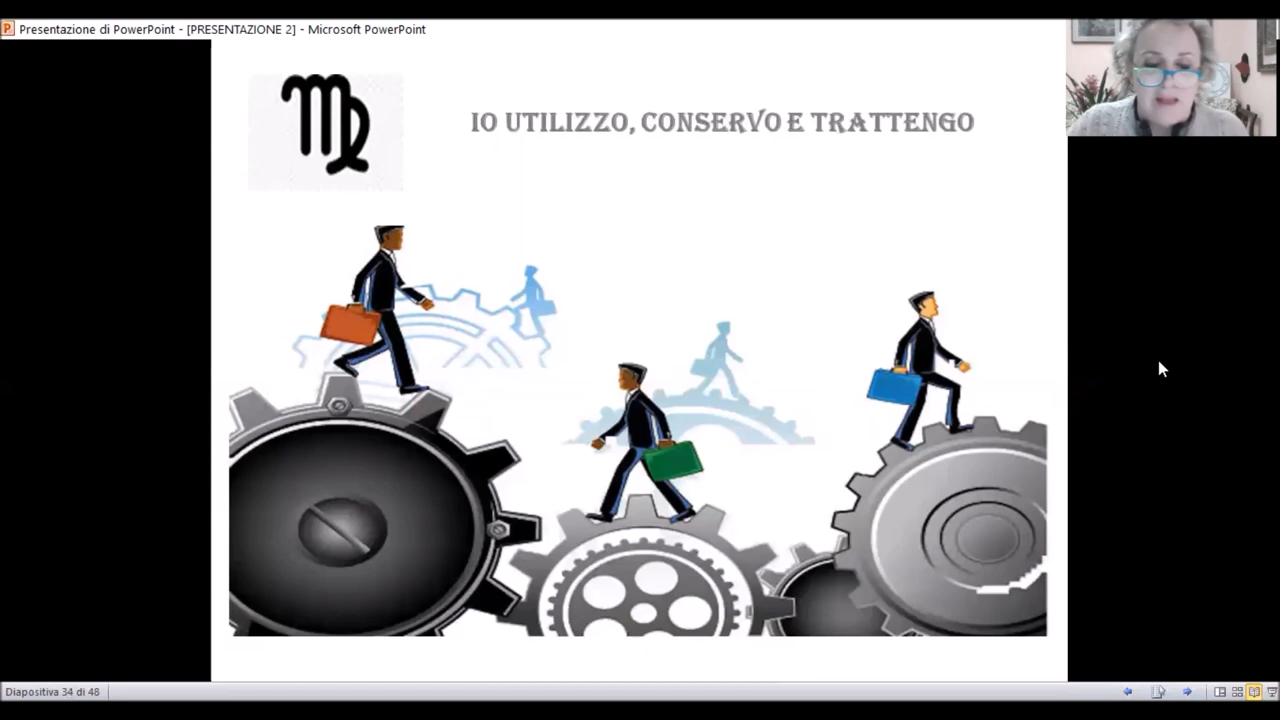 Presentazione di PowerPoint - [PRESENTAZIONE 2] - Microsoft PowerPoint
IO UTILIZZO, CONSERVO E TRATTENGO
Diapositiva 34 di 48